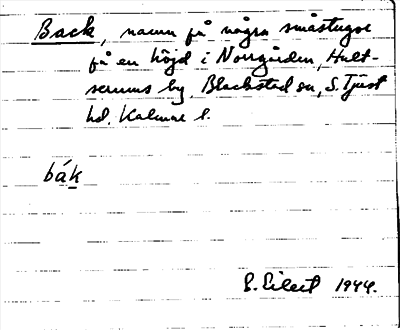 Back, namn på några småstugor
på en höjd i Norrgården, Hult-
serums by, Blackstad sn, S. Tjust
hd. Kalmar l.
bák
1944.